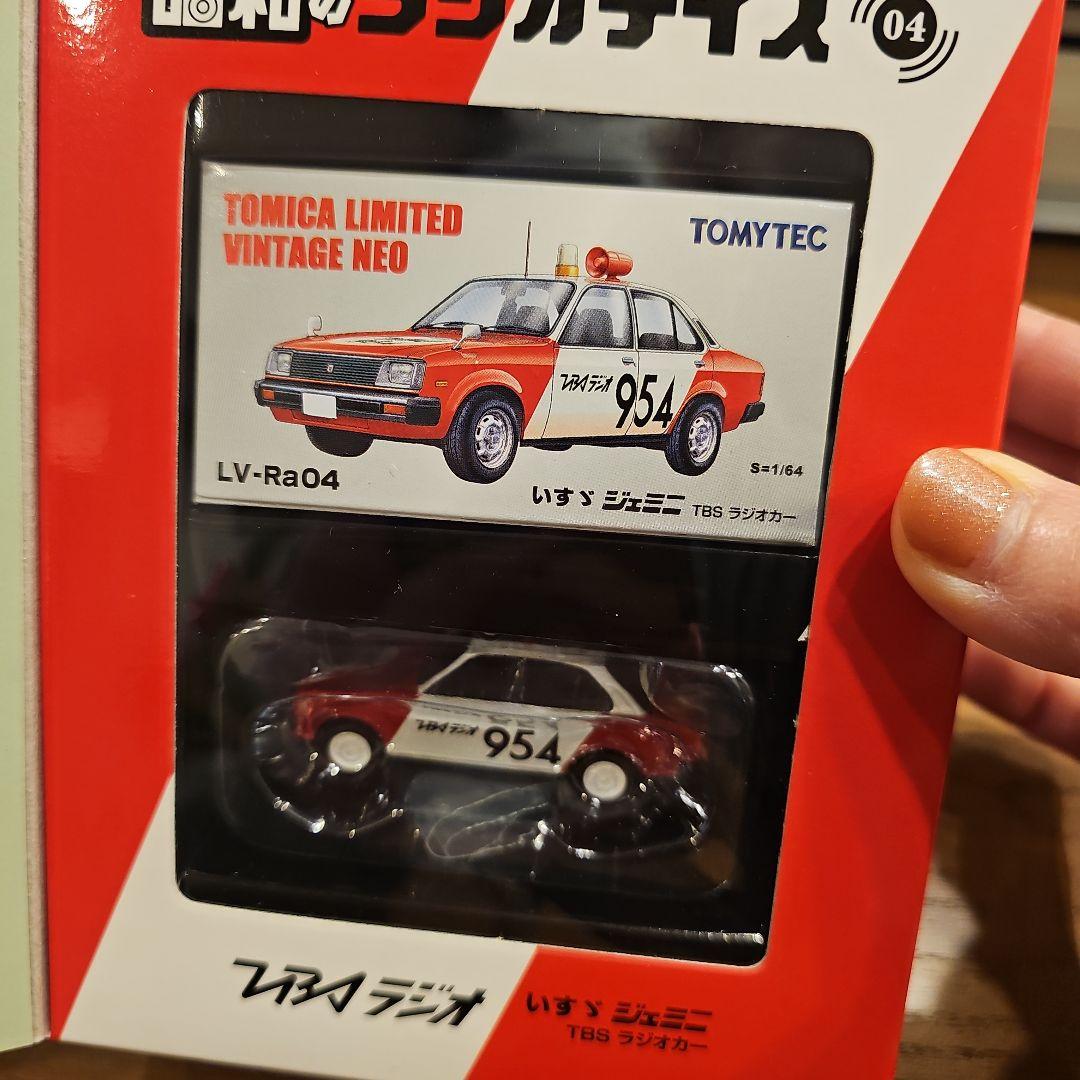 昭和のラジオデイズ 04
TOMICA LIMITED
VINTAGE NEO
TOMYTEC
TBSラジオ
954
LV-Ra04
S=1/64
いすゞ ジェミニ TBS ラジオカー
TBSラジオ
954
TBSラジオ
いすゞ ジェミニ
TBS ラジオカー